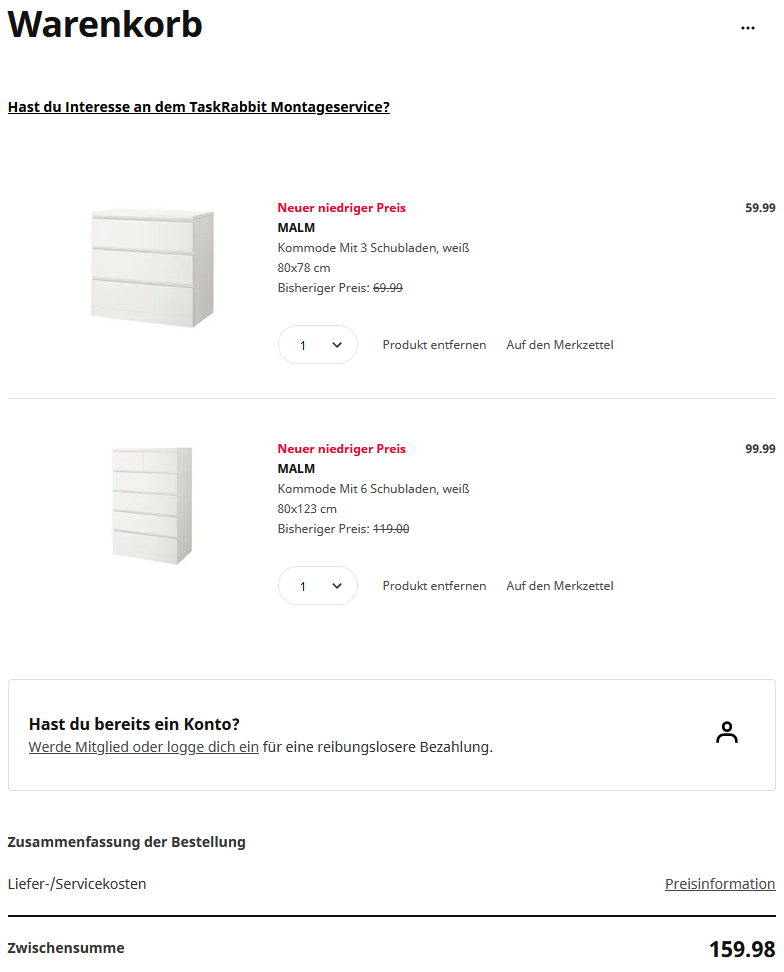 Warenkorb
Hast du Interesse an dem TaskRabbit Montageservice?
Neuer niedriger Preis 59.99
MALM
Kommode Mit 3 Schubladen, weiß
80x78 cm
Bisheriger Preis: 69.99
1 Produkt entfernen Auf den Merkzettel
Neuer niedriger Preis 99.99
MALM
Kommode Mit 6 Schubladen, weiß
80x123 cm
Bisheriger Preis: 119.00
1 Produkt entfernen Auf den Merkzettel
Hast du bereits ein Konto?
Werde Mitglied oder logge dich ein für eine reibungslosere Bezahlung.
Zusammenfassung der Bestellung
Liefer-/Servicekosten Preisinformation
Zwischensumme 159.98